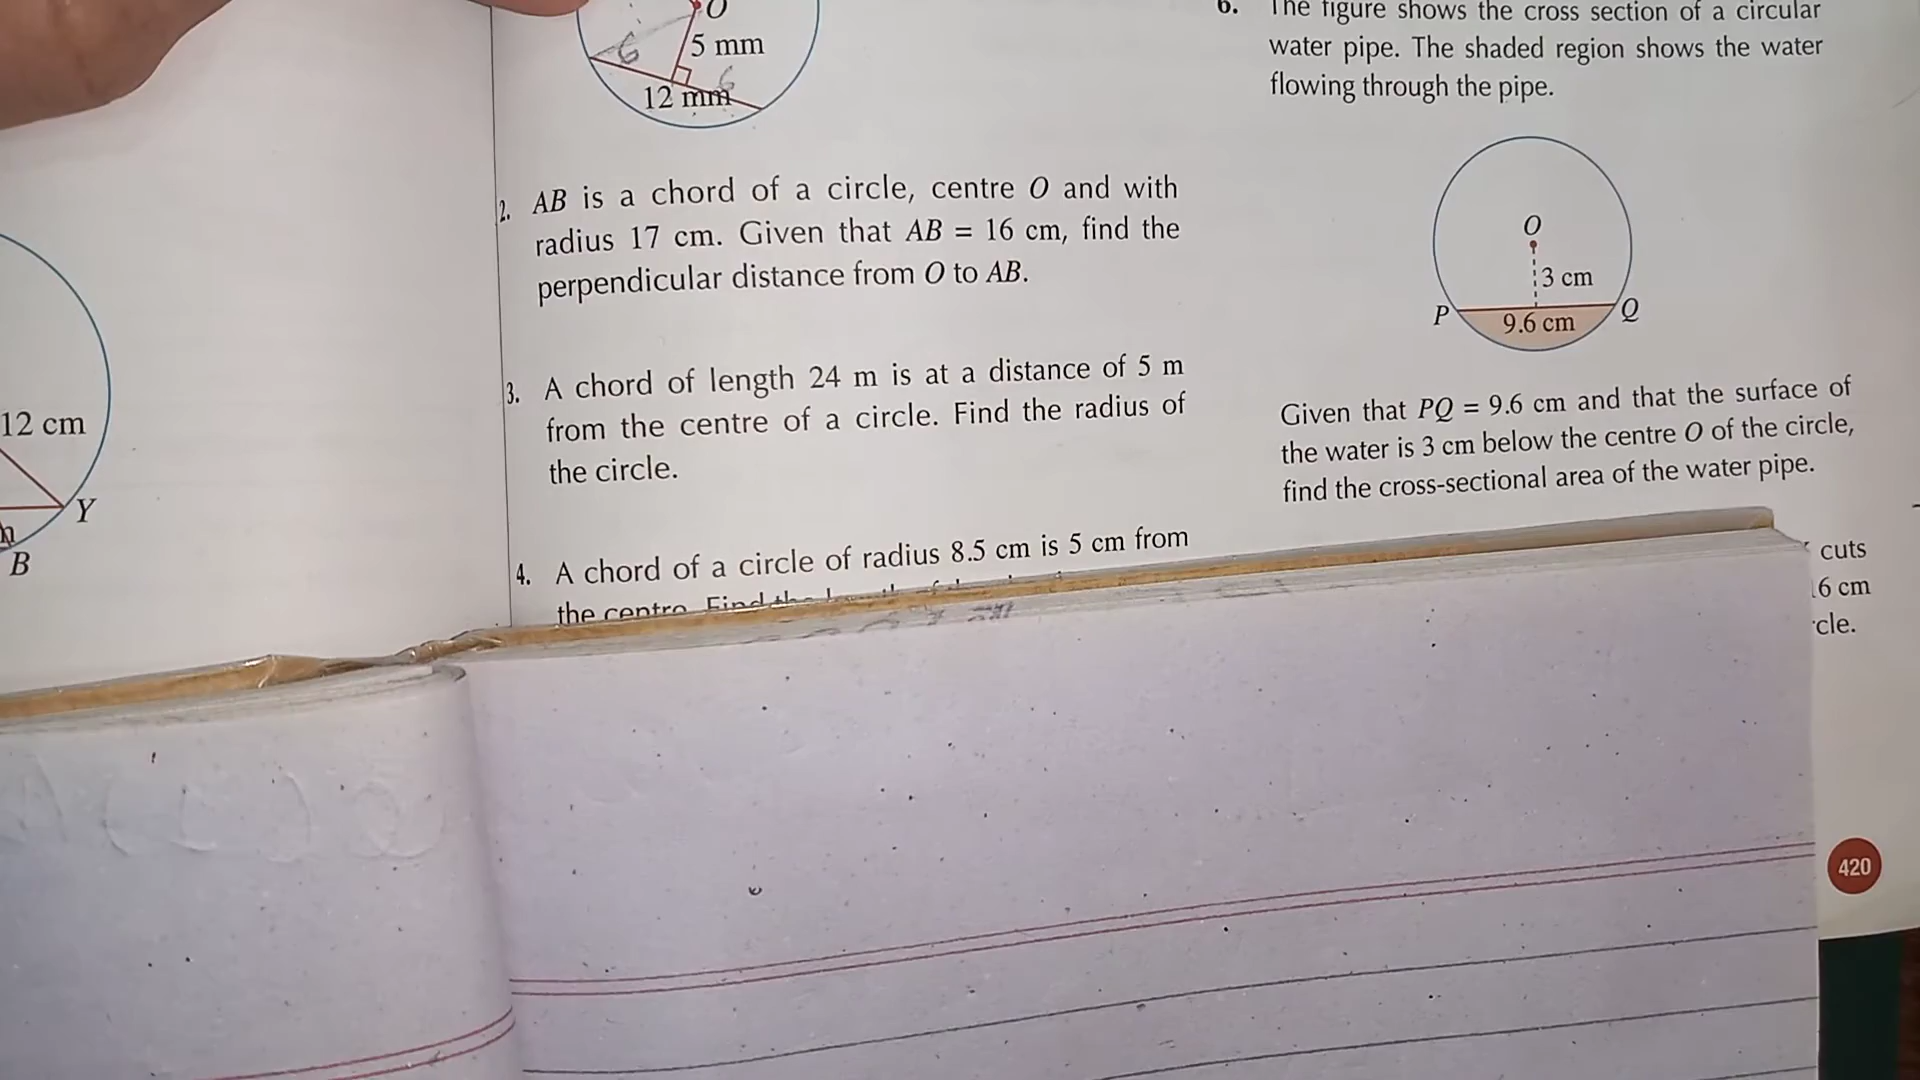 O
5 mm
6
6
12 mm
2. AB is a chord of a circle, centre O and with
radius 17 cm. Given that AB = 16 cm, find the
perpendicular distance from O to AB.
3. A chord of length 24 m is at a distance of 5 m
from the centre of a circle. Find the radius of
the circle.
4. A chord of a circle of radius 8.5 cm is 5 cm from
the centre. Find the
12 cm
Y
B
6. The figure shows the cross section of a circular
water pipe. The shaded region shows the water
flowing through the pipe.
O
3 cm
P
Q
9.6 cm
Given that PQ = 9.6 cm and that the surface of
the water is 3 cm below the centre O of the circle,
find the cross-sectional area of the water pipe.
cuts
16 cm
cle.
420